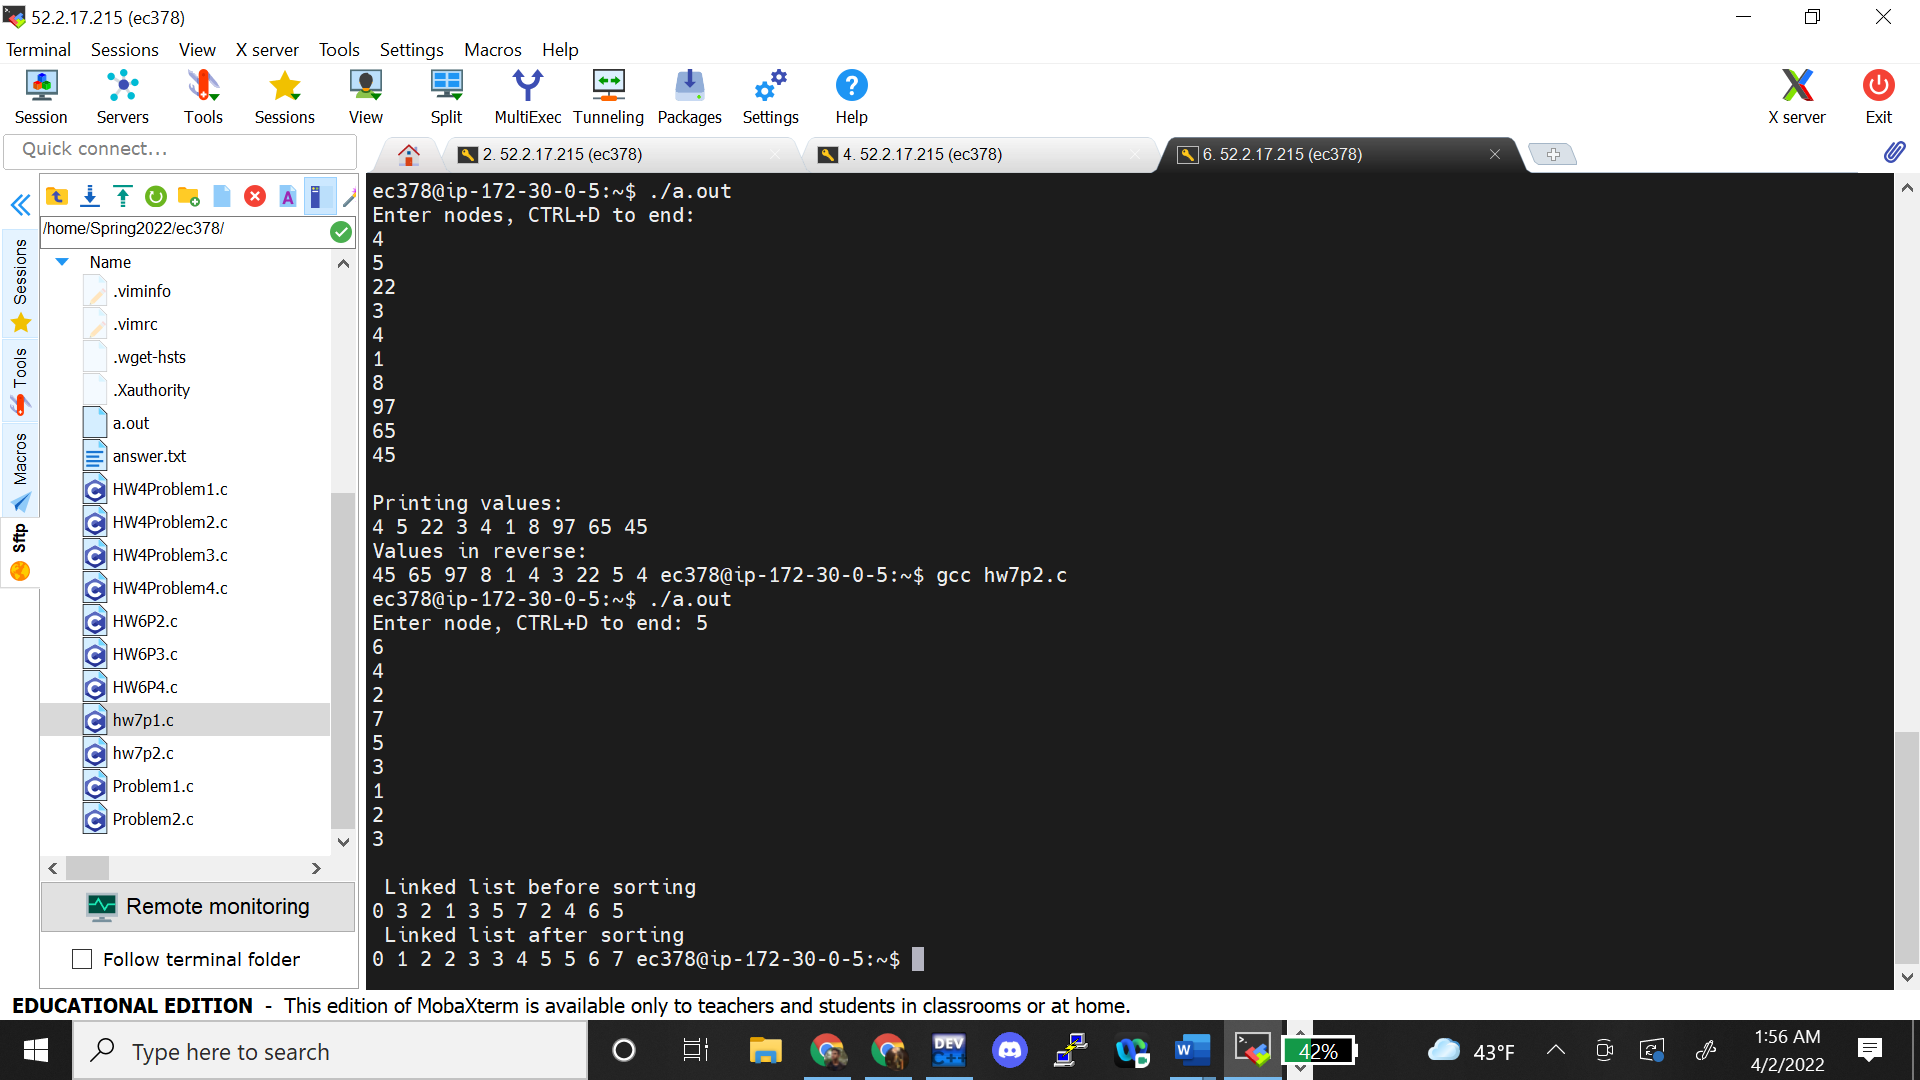 52.2.17.215 (ec378)
Terminal Sessions View X server Tools Settings Macros Help
Session Servers Tools Sessions View Split MultiExec Tunneling Packages Settings Help X server Exit
Quick connect...
2. 52.2.17.215 (ec378)
4. 52.2.17.215 (ec378)
6. 52.2.17.215 (ec378)
Sessions
Tools
Macros
Sftp
/home/Spring2022/ec378/
Name
.viminfo
.vimrc
.wget-hsts
.Xauthority
a.out
answer.txt
HW4Problem1.c
HW4Problem2.c
HW4Problem3.c
HW4Problem4.c
HW6P2.c
HW6P3.c
HW6P4.c
hw7p1.c
hw7p2.c
Problem1.c
Problem2.c
Remote monitoring
Follow terminal folder
ec378@ip-172-30-0-5:~$ ./a.out
Enter nodes, CTRL+D to end:
4
5
22
3
4
1
8
97
65
45
Printing values:
4 5 22 3 4 1 8 97 65 45
Values in reverse:
45 65 97 8 1 4 3 22 5 4 ec378@ip-172-30-0-5:~$ gcc hw7p2.c
ec378@ip-172-30-0-5:~$ ./a.out
Enter node, CTRL+D to end: 5
6
4
2
7
5
3
1
2
3
Linked list before sorting
0 3 2 1 3 5 7 2 4 6 5
Linked list after sorting
0 1 2 2 3 3 4 5 5 6 7 ec378@ip-172-30-0-5:~$
EDUCATIONAL EDITION - This edition of MobaXterm is available only to teachers and students in classrooms or at home.
Type here to search
DEV C++
W
42%
43°F
1:56 AM
4/2/2022